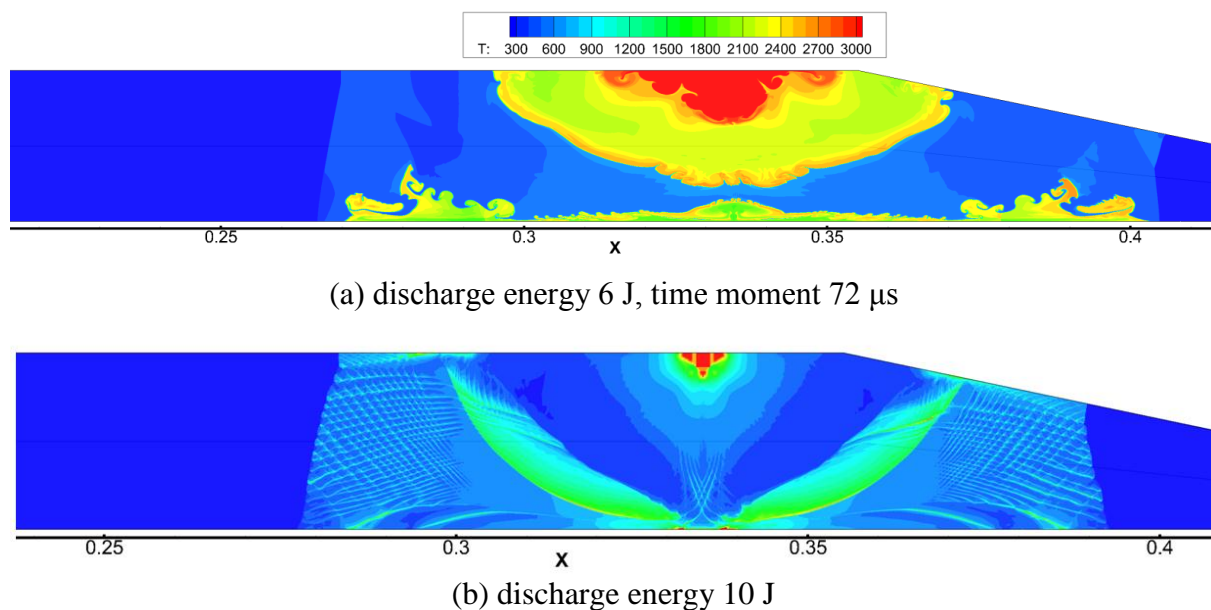 T: 300 600 900 1200 1500 1800 2100 2400 2700 3000
0.25 0.3 0.35 0.4
X
(a) discharge energy 6 J, time moment 72 μs
0.25 0.3 0.35 0.4
X
(b) discharge energy 10 J